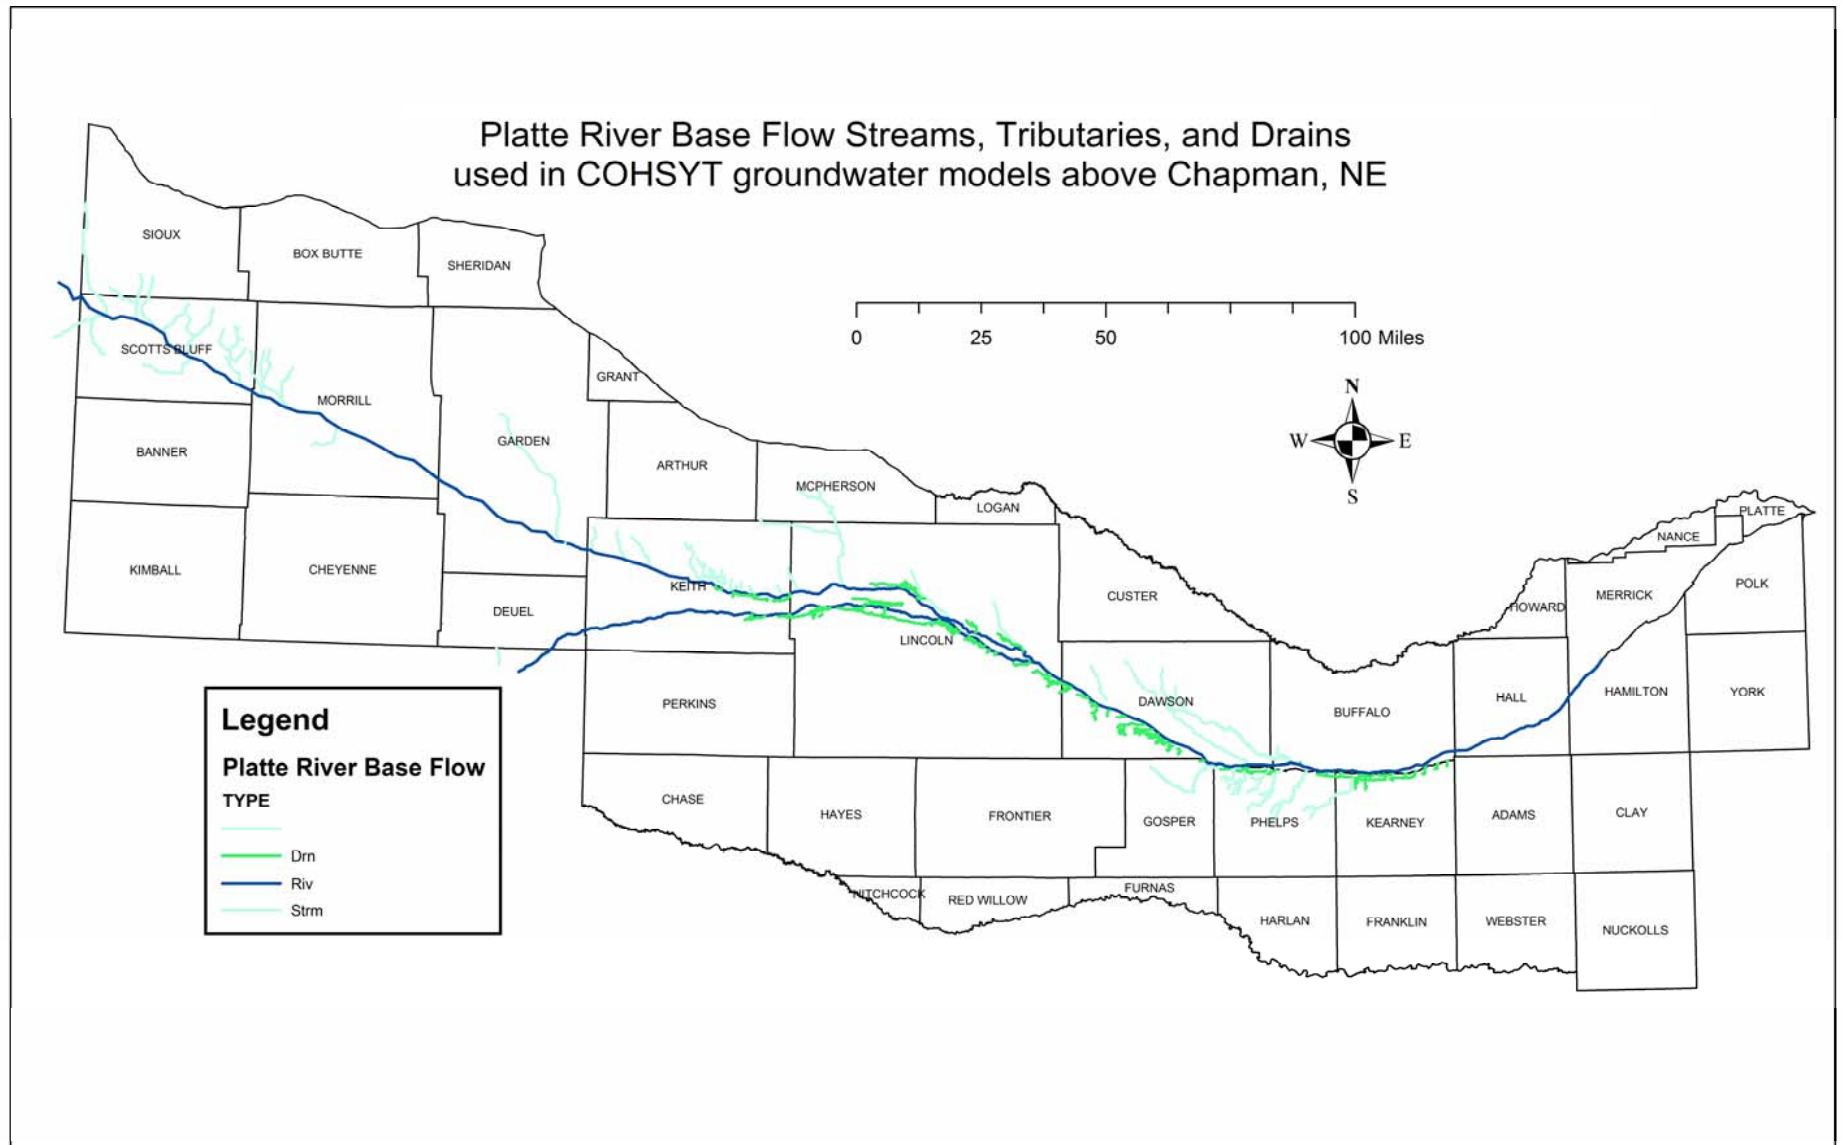 Platte River Base Flow Streams, Tributaries, and Drains
used in COHSYT groundwater models above Chapman, NE
SIOUX
BOX BUTTE
SHERIDAN
0 25 50 100 Miles
SCOTTS BLUFF
GRANT
MORRILL
N
W E
S
GARDEN
BANNER
ARTHUR
MCPHERSON
LOGAN
PLATTE
NANCE
KIMBALL
CHEYENNE
KEITH
DEUEL
CUSTER
HOWARD
MERRICK
POLK
LINCOLN
PERKINS
DAWSON
BUFFALO
HALL
HAMILTON
YORK
Legend
Platte River Base Flow
TYPE
Drn
Riv
Strm
CHASE
HAYES
FRONTIER
GOSPER
PHELPS
KEARNEY
ADAMS
CLAY
HITCHCOCK
RED WILLOW
FURNAS
HARLAN
FRANKLIN
WEBSTER
NUCKOLLS